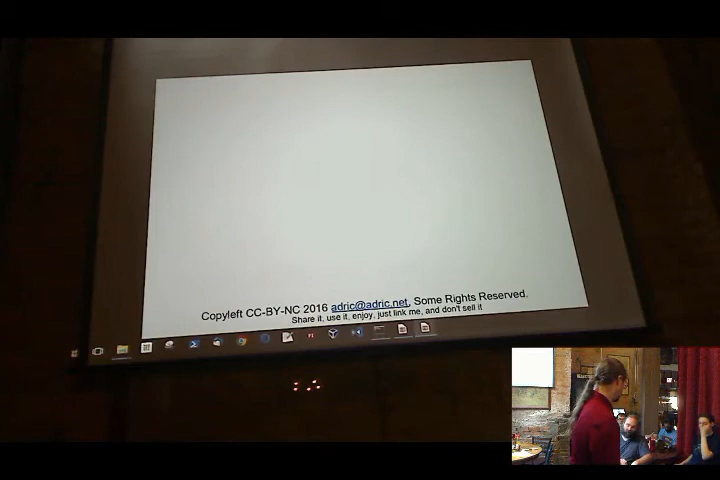 Copyleft CC-BY-NC 2016 adric@adric.net, Some Rights Reserved.
Share it, use it, enjoy, just link me, and don't sell it